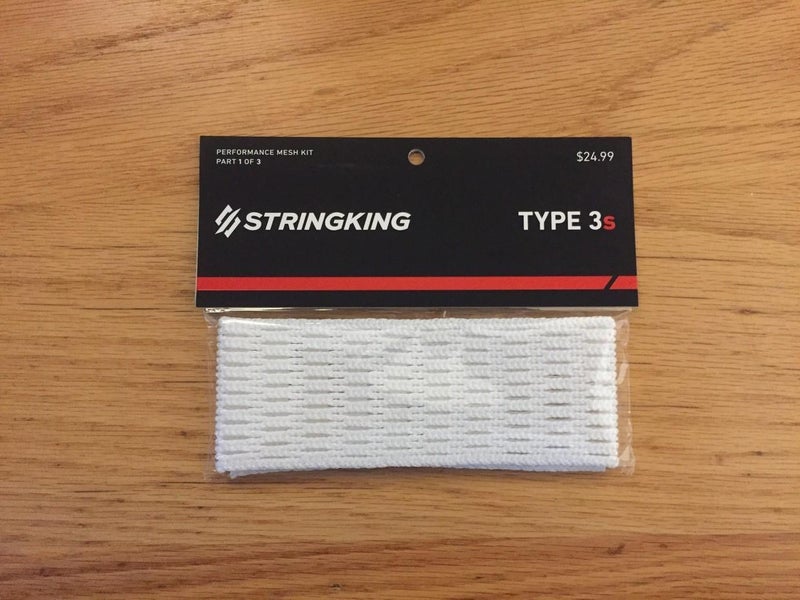 PERFORMANCE MESH KIT
PART 1 OF 3
$24.99
STRINGKING
TYPE 3s